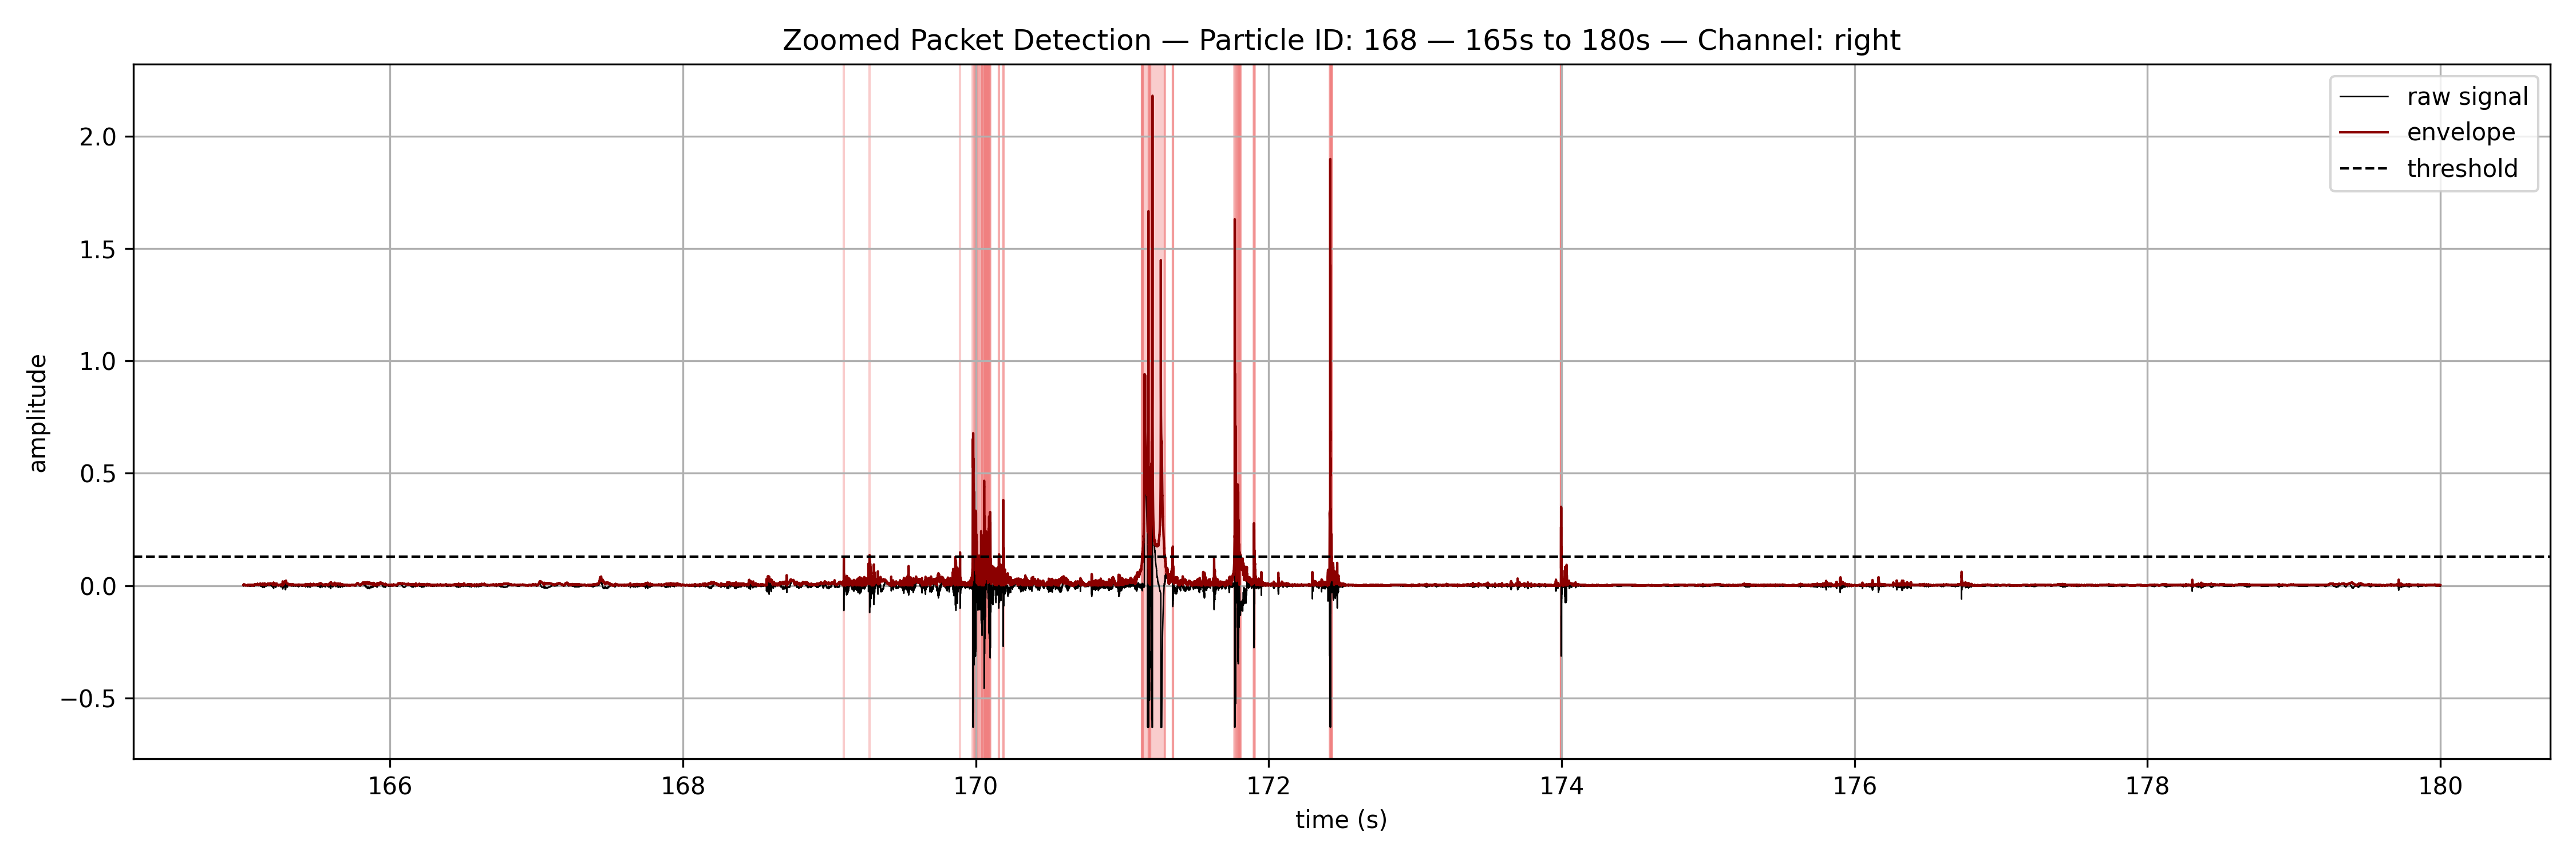 Zoomed Packet Detection — Particle ID: 168 — 165s to 180s — Channel: right
raw signal
envelope
threshold
amplitude
2.0
1.5
1.0
0.5
0.0
−0.5
166
168
170
172
174
176
178
180
time (s)